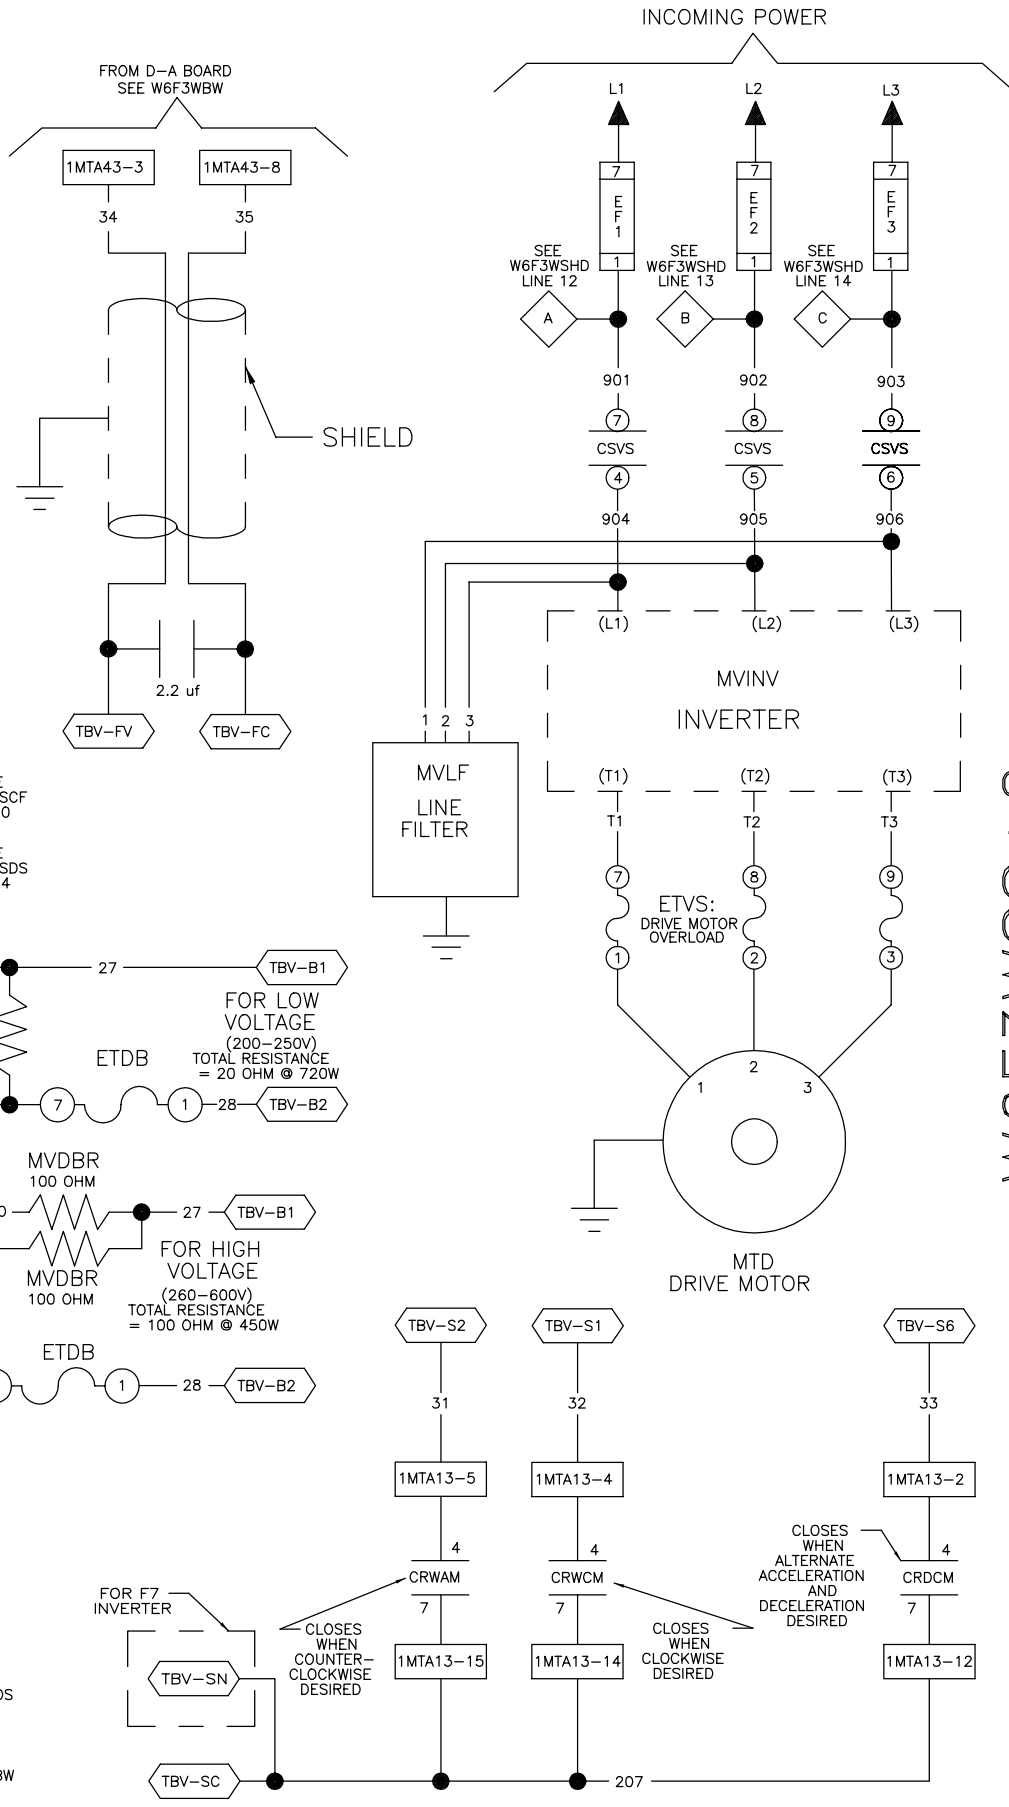 INCOMING POWER
FROM D-A BOARD
SEE W6F3WBW
L1
L2
L3
1MTA43-3
1MTA43-8
34
35
7
EF1
1
7
EF2
1
7
EF3
1
SEE
W6F3WSHD
LINE 12
SEE
W6F3WSHD
LINE 13
SEE
W6F3WSHD
LINE 14
A
B
C
901
902
903
7
8
9
CSVS
CSVS
CSVS
4
5
6
904
905
906
SHIELD
(L1)
(L2)
(L3)
MVINV
INVERTER
(T1)
(T2)
(T3)
2.2 uf
TBV-FV
TBV-FC
1 2 3
MVLF
LINE
FILTER
E
SCF
0
E
SDS
4
T1
T2
T3
7
8
9
ETVS:
DRIVE MOTOR
OVERLOAD
1
2
3
1
2
3
MTD
DRIVE MOTOR
27
TBV-B1
FOR LOW
VOLTAGE
(200-250V)
TOTAL RESISTANCE
= 20 OHM @ 720W
ETDB
7
1
28
TBV-B2
MVDBR
100 OHM
27
TBV-B1
MVDBR
100 OHM
FOR HIGH
VOLTAGE
(260-600V)
TOTAL RESISTANCE
= 100 OHM @ 450W
ETDB
1
28
TBV-B2
TBV-S2
TBV-S1
TBV-S6
31
32
33
1MTA13-5
1MTA13-4
1MTA13-2
4
CRWAM
7
4
CRWCM
7
4
CRDCM
7
CLOSES
WHEN
ALTERNATE
ACCELERATION
AND
DECELERATION
DESIRED
CLOSES
WHEN
COUNTER-
CLOCKWISE
DESIRED
CLOSES
WHEN
CLOCKWISE
DESIRED
1MTA13-15
1MTA13-14
1MTA13-12
FOR F7
INVERTER
TBV-SN
TBV-SC
207